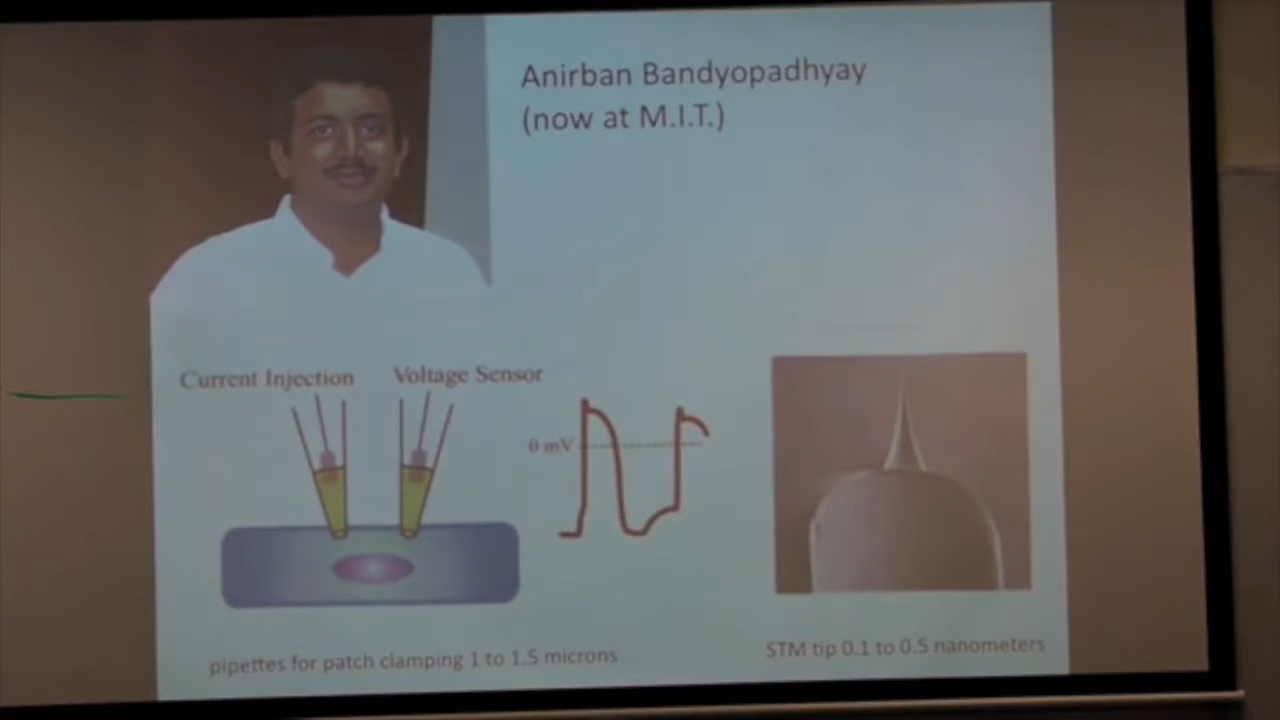 Anirban Bandyopadhyay
(now at M.I.T.)
Current Injection
Voltage Sensor
0 mV
pipettes for patch clamping 1 to 1.5 microns
STM tip 0.1 to 0.5 nanometers